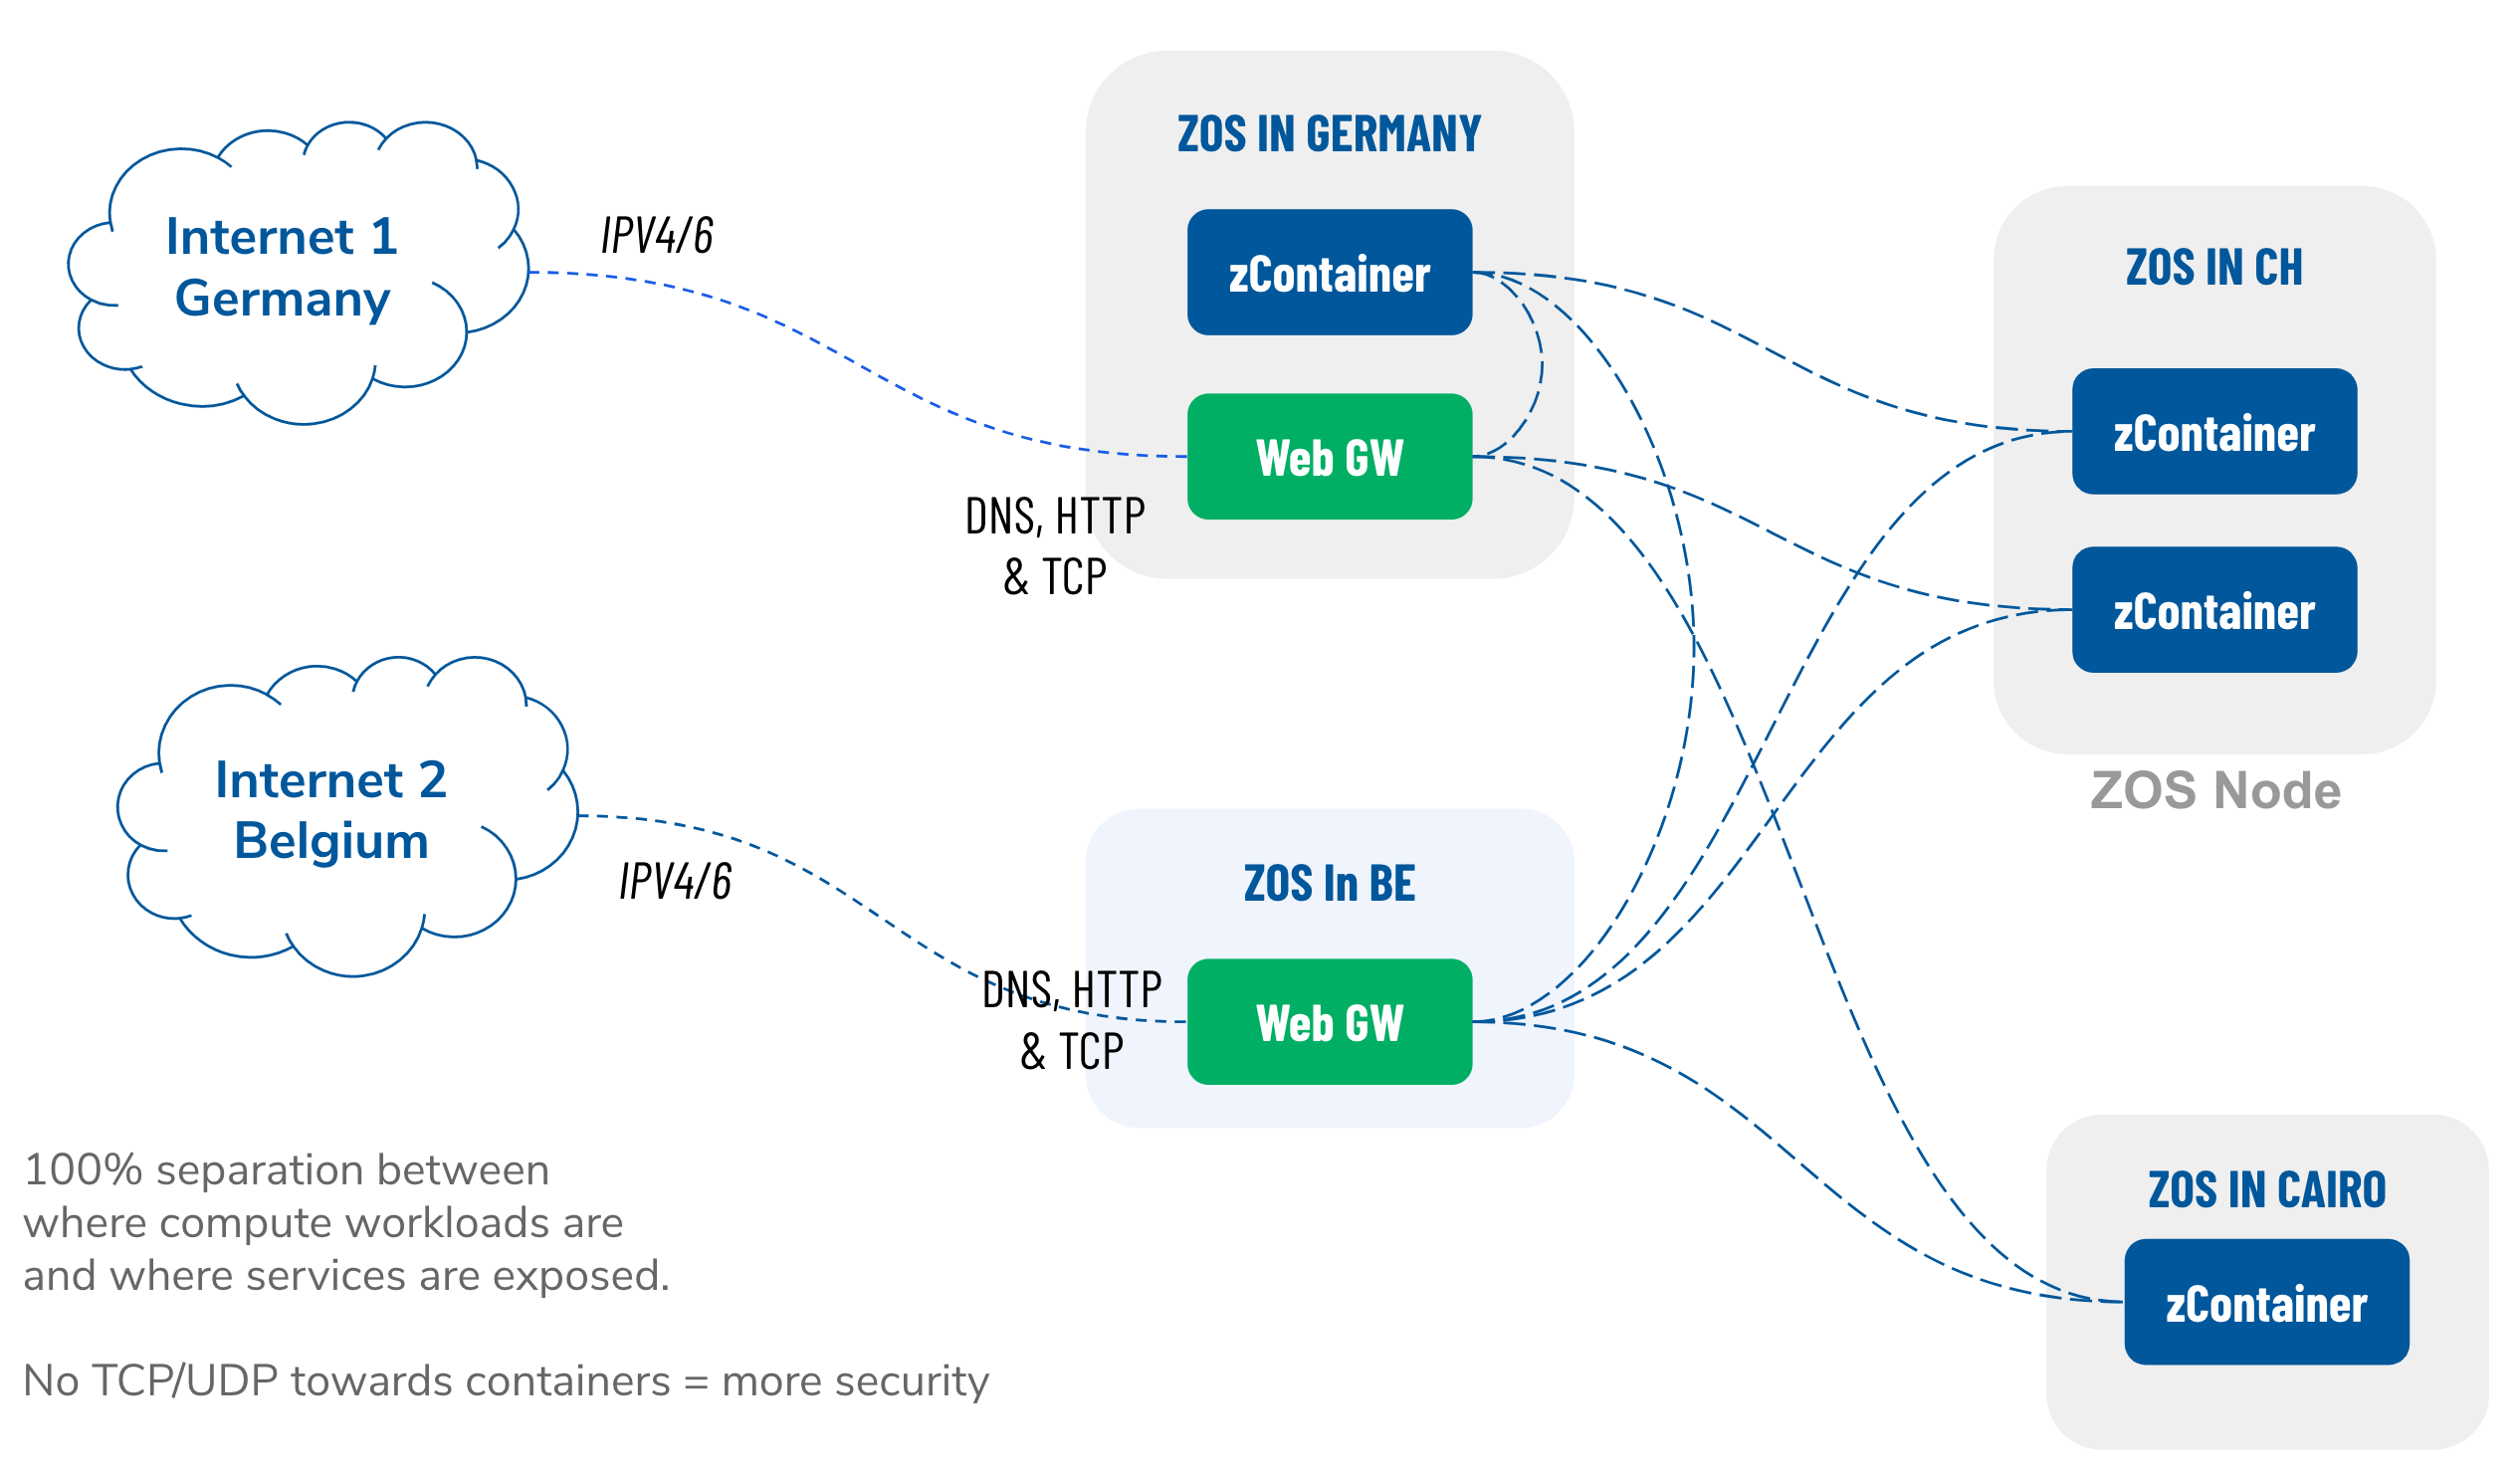 Internet 1
Germany
IPV4/6
ZOS IN GERMANY
zContainer
Web GW
DNS, HTTP
& TCP
ZOS IN CH
zContainer
zContainer
ZOS Node
Internet 2
Belgium
IPV4/6
ZOS In BE
Web GW
DNS, HTTP
& TCP
ZOS IN CAIRO
zContainer
100% separation between
where compute workloads are
and where services are exposed.
No TCP/UDP towards containers = more security